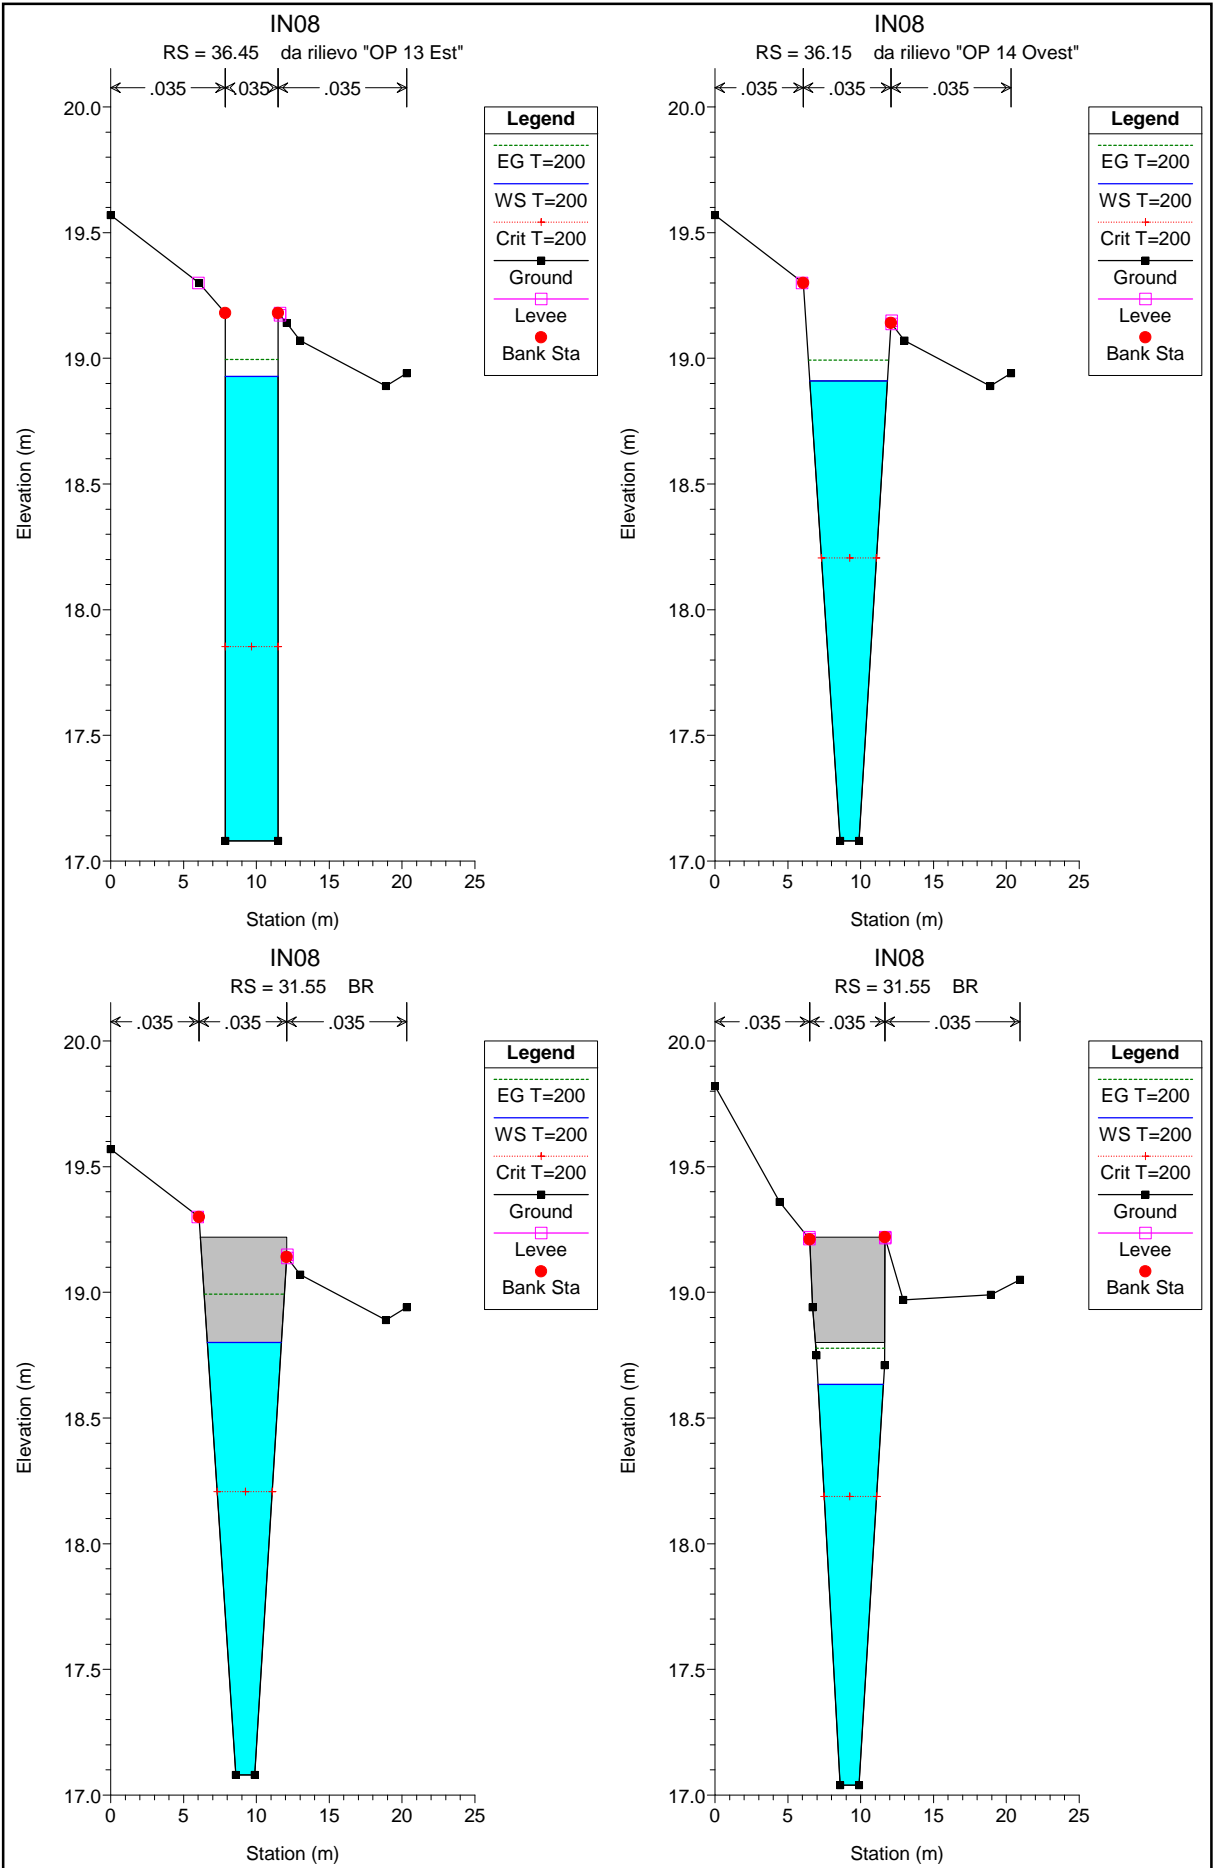 IN08
RS = 36.45 da rilievo "OP 13 Est"
.035 .035 .035
20.0
19.5
19.0
18.5
18.0
17.5
17.0
0 5 10 15 20 25
Station (m)
Elevation (m)
Legend
EG T=200
WS T=200
Crit T=200
Ground
Levee
Bank Sta
IN08
RS = 36.15 da rilievo "OP 14 Ovest"
.035 .035 .035
20.0
19.5
19.0
18.5
18.0
17.5
17.0
0 5 10 15 20 25
Station (m)
Elevation (m)
Legend
EG T=200
WS T=200
Crit T=200
Ground
Levee
Bank Sta
IN08
RS = 31.55 BR
.035 .035 .035
20.0
19.5
19.0
18.5
18.0
17.5
17.0
0 5 10 15 20 25
Station (m)
Elevation (m)
Legend
EG T=200
WS T=200
Crit T=200
Ground
Levee
Bank Sta
IN08
RS = 31.55 BR
.035 .035 .035
20.0
19.5
19.0
18.5
18.0
17.5
17.0
0 5 10 15 20 25
Station (m)
Elevation (m)
Legend
EG T=200
WS T=200
Crit T=200
Ground
Levee
Bank Sta